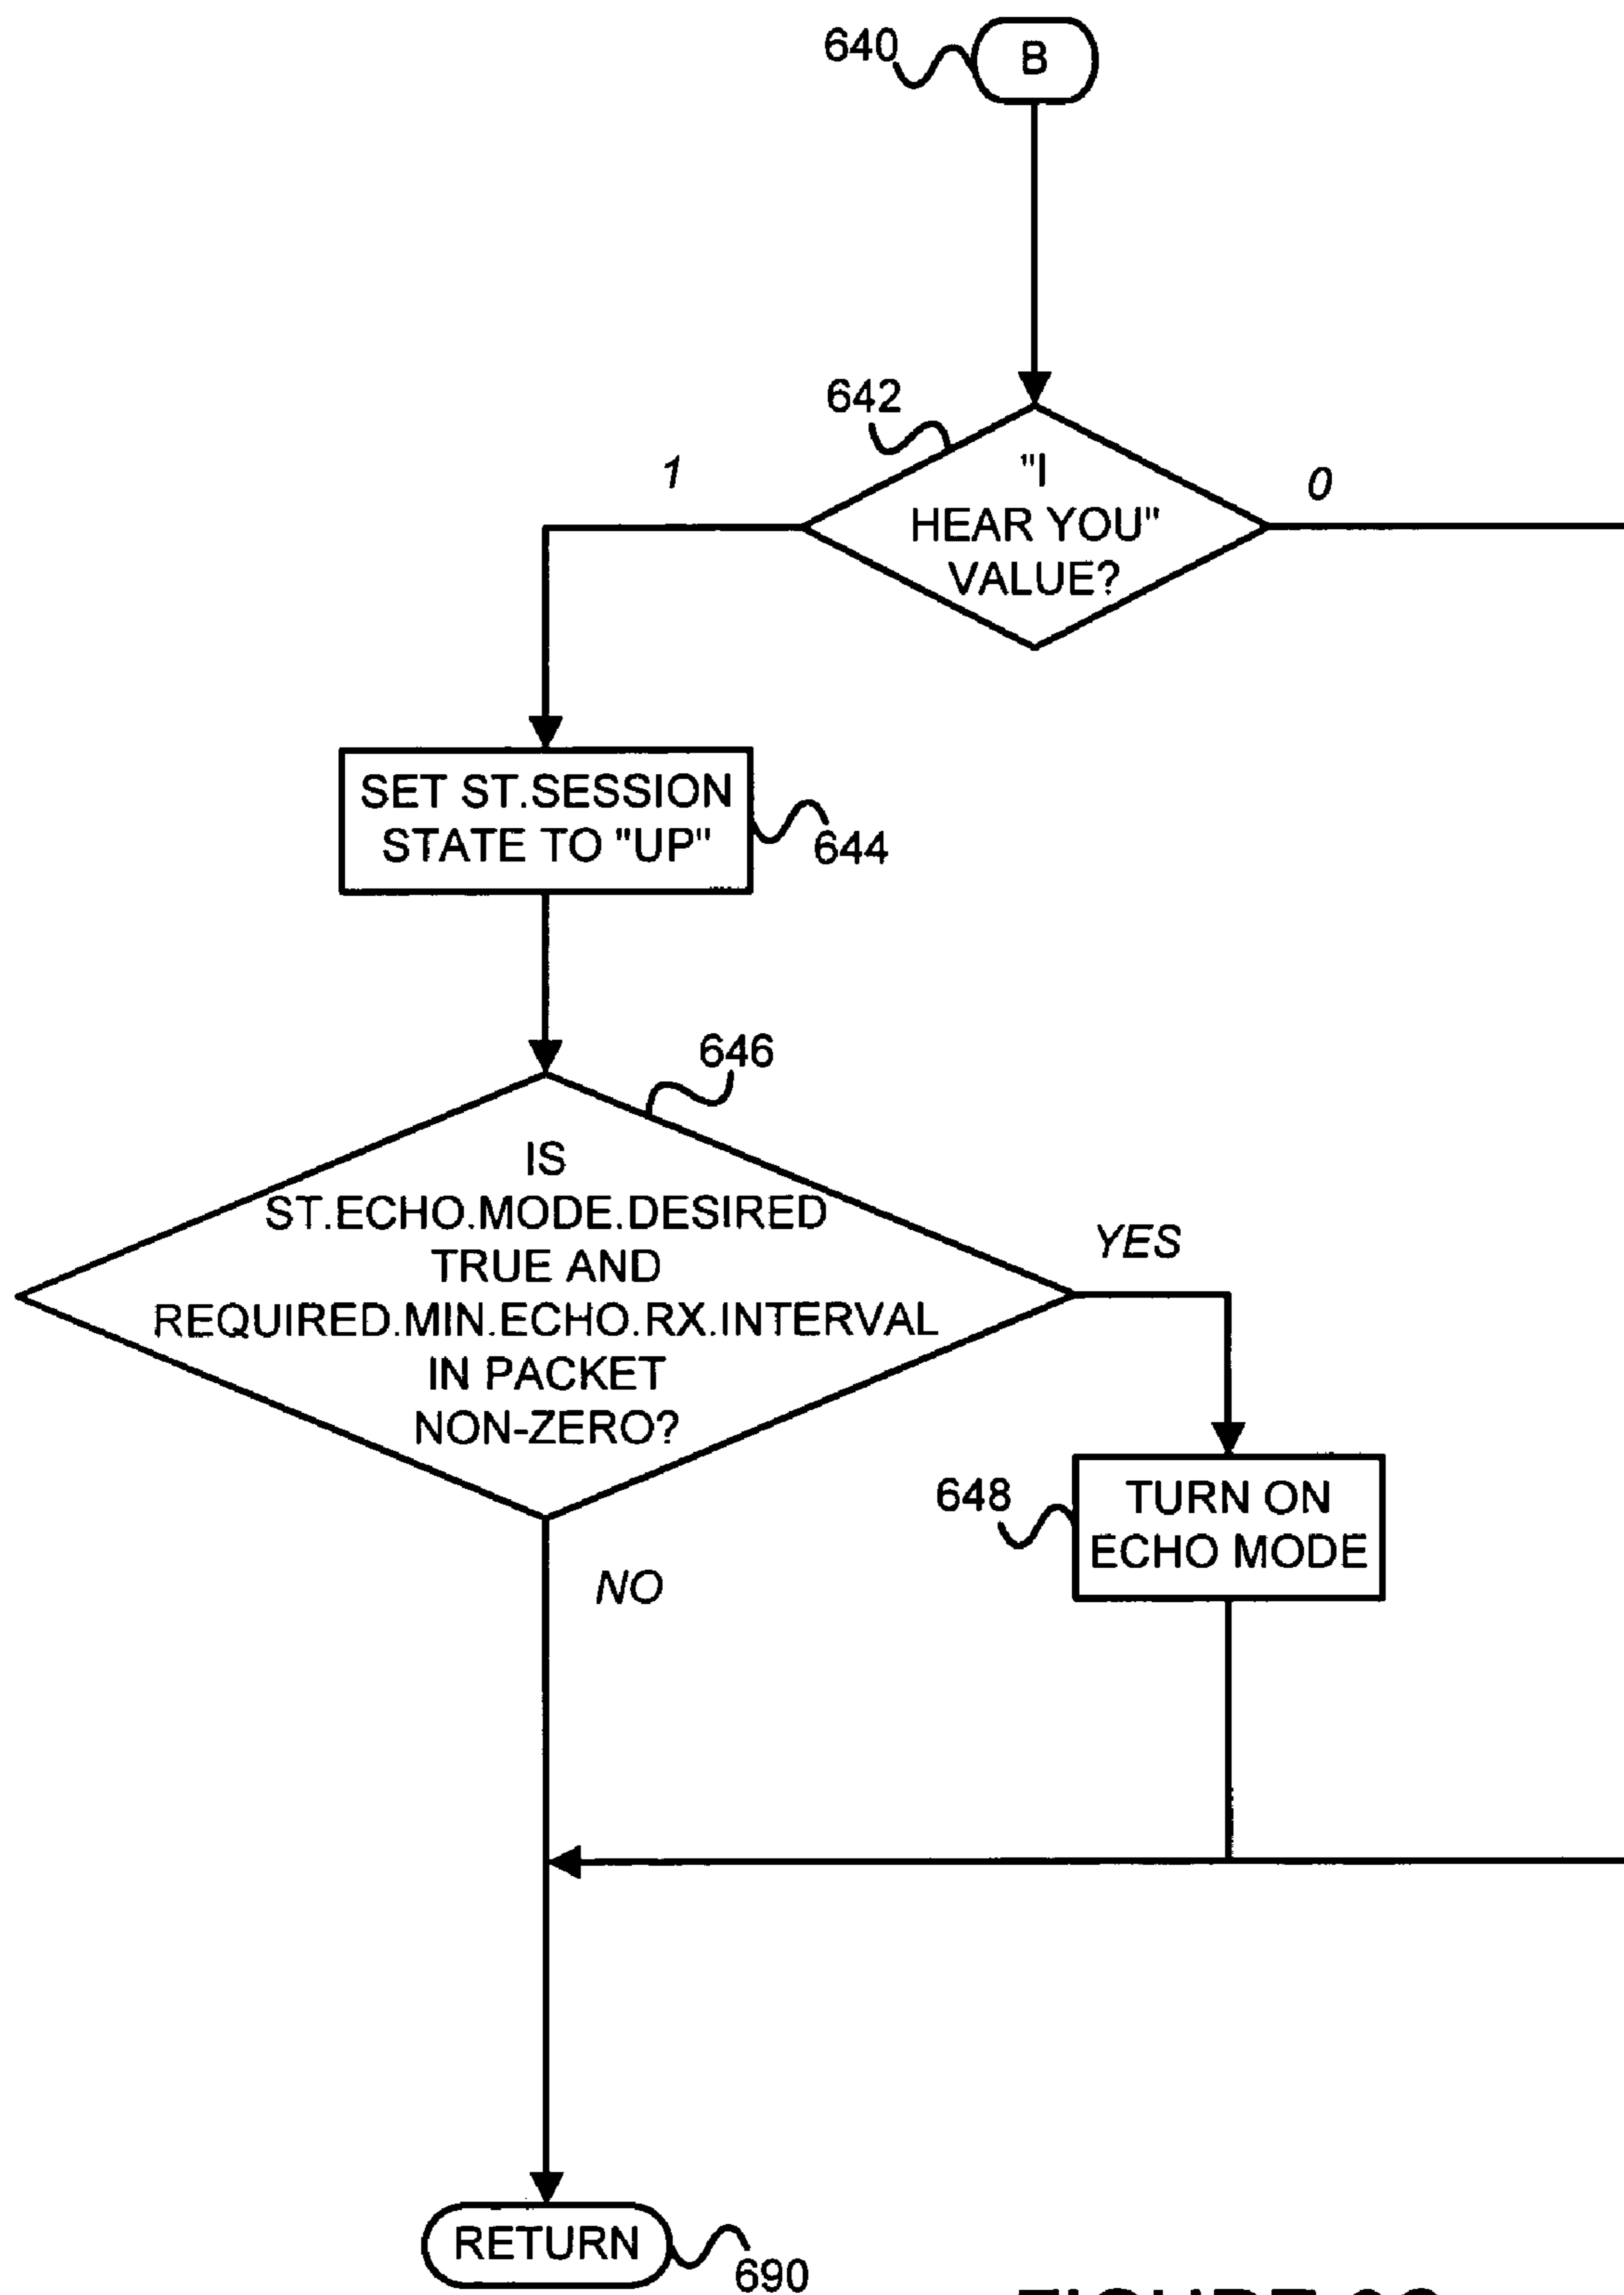 640
B
642
1
"I
HEAR YOU"
VALUE?
0
SET ST.SESSION
STATE TO "UP"
644
646
IS
ST.ECHO.MODE.DESIRED
TRUE AND
REQUIRED.MIN.ECHO.RX.INTERVAL
IN PACKET
NON-ZERO?
YES
NO
648
TURN ON
ECHO MODE
RETURN
690